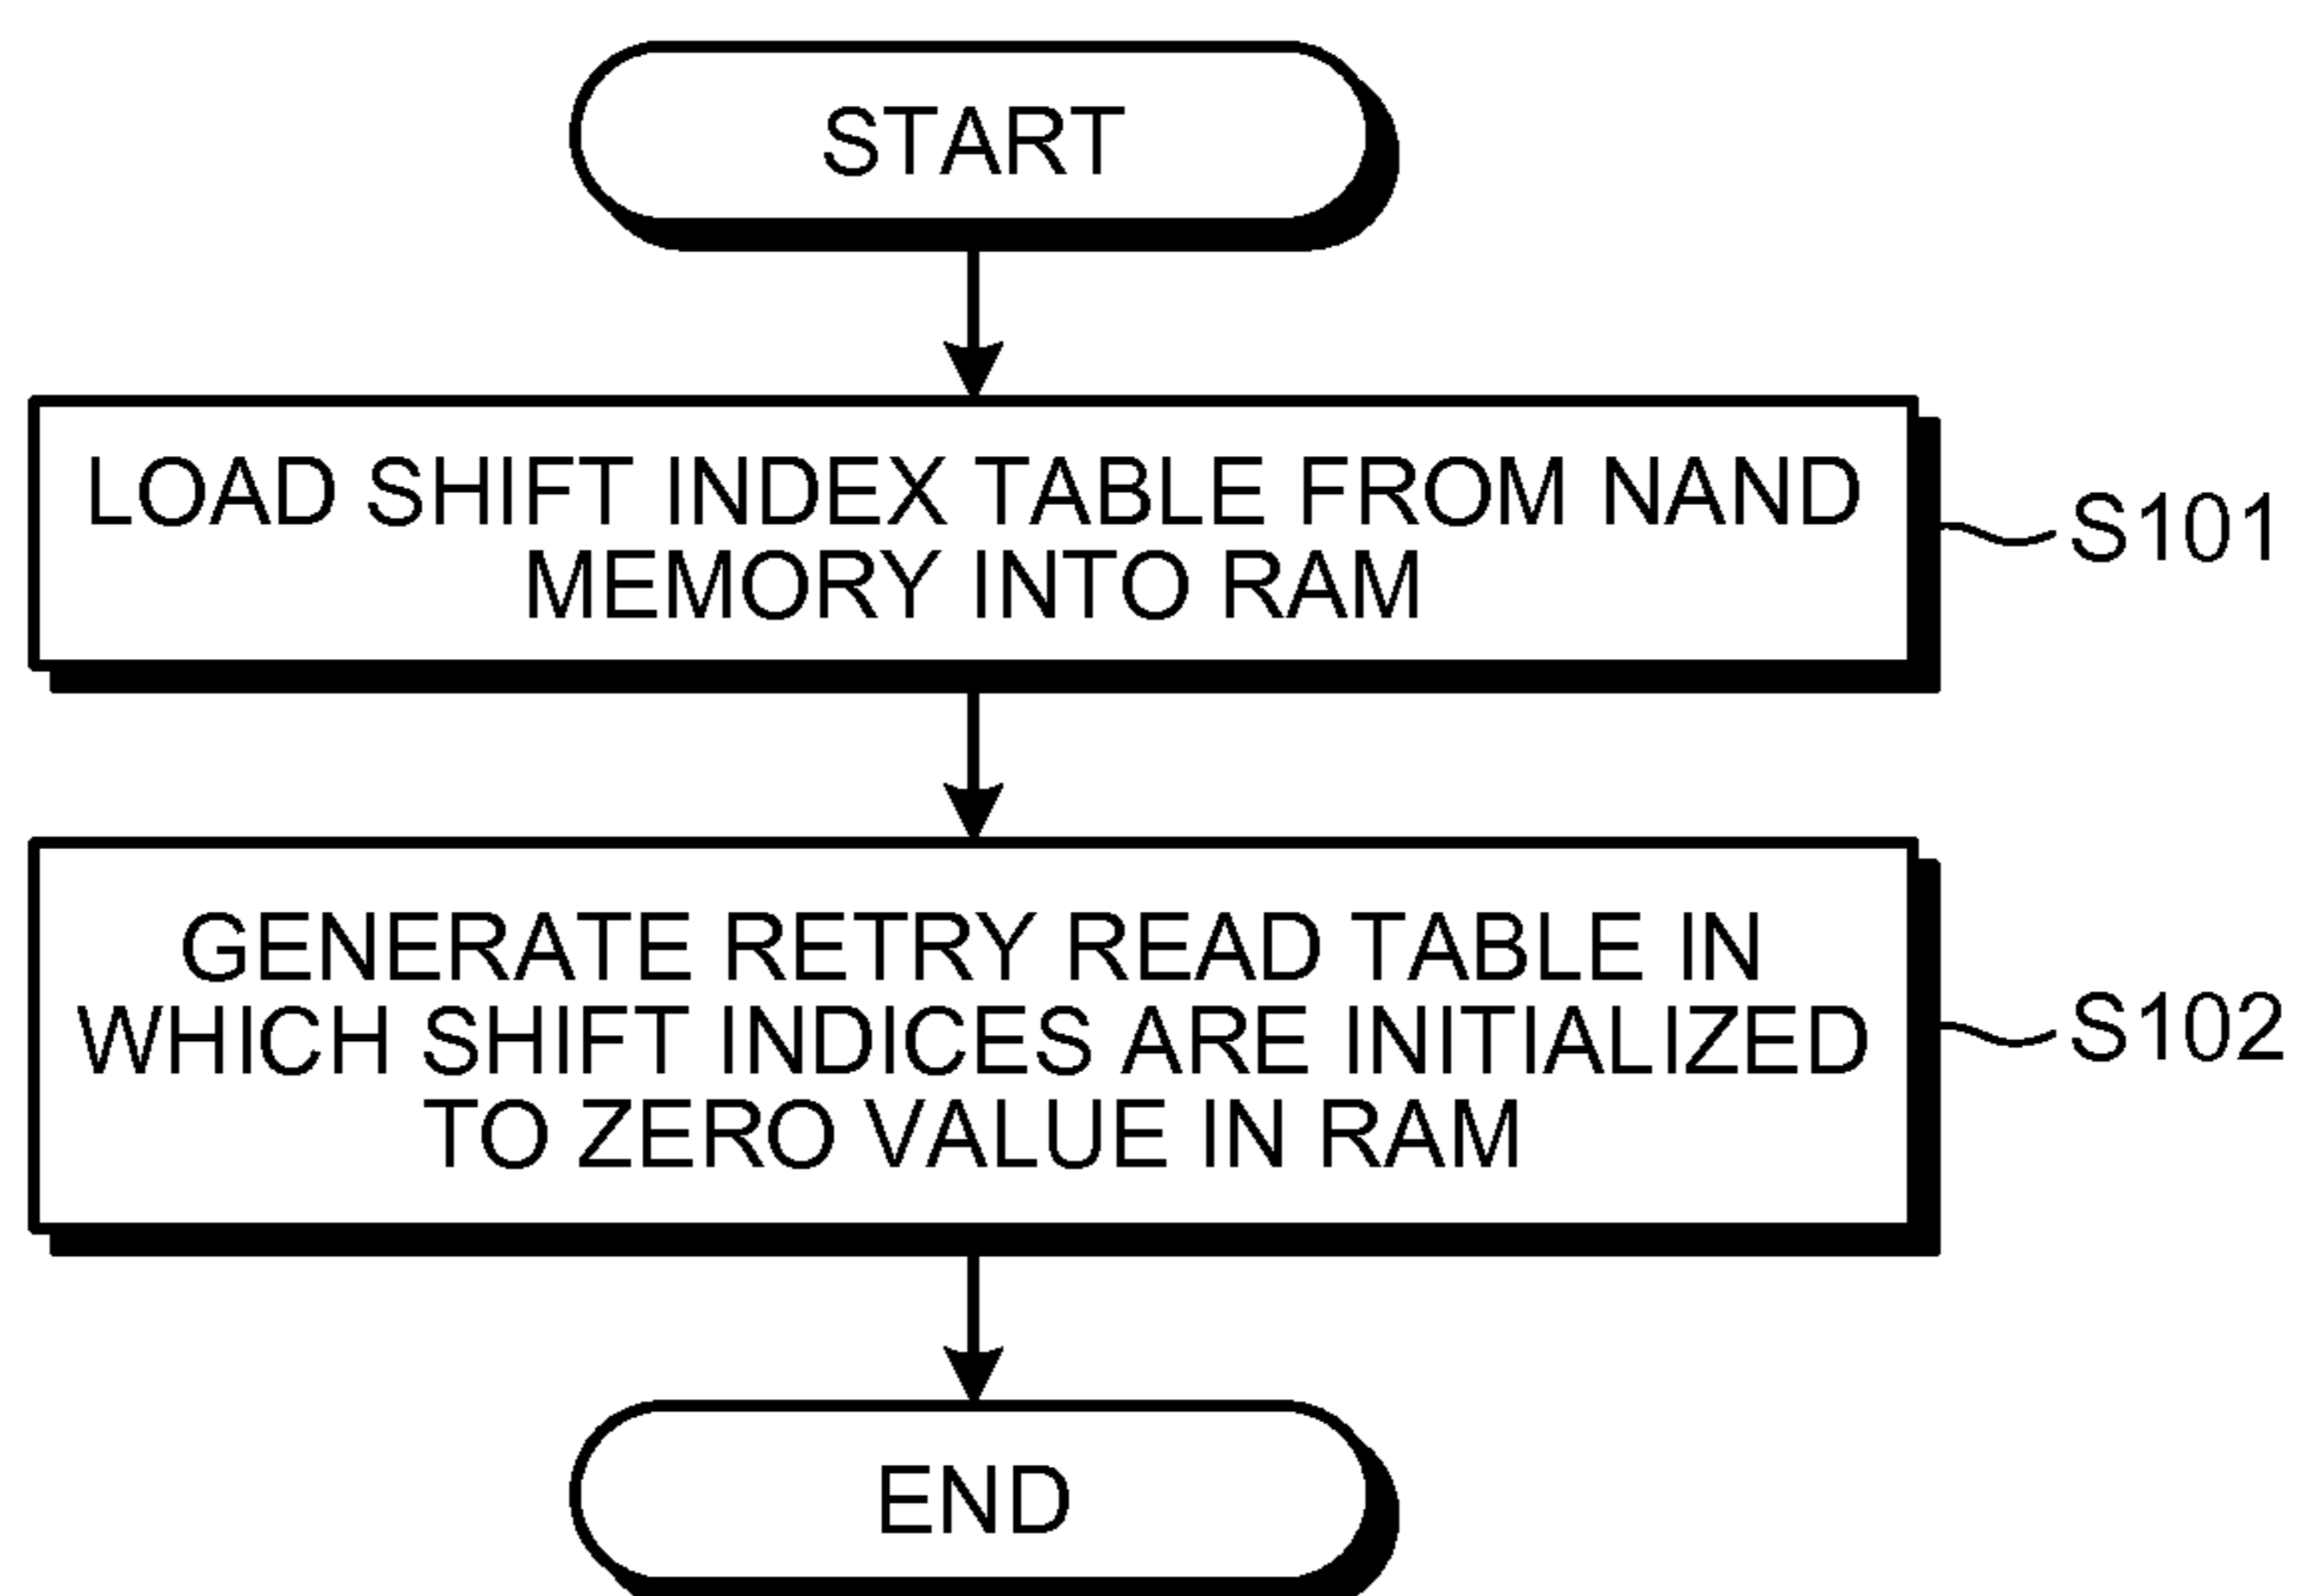 START
LOAD SHIFT INDEX TABLE FROM NAND
MEMORY INTO RAM
S101
GENERATE RETRY READ TABLE IN
WHICH SHIFT INDICES ARE INITIALIZED
TO ZERO VALUE IN RAM
S102
END